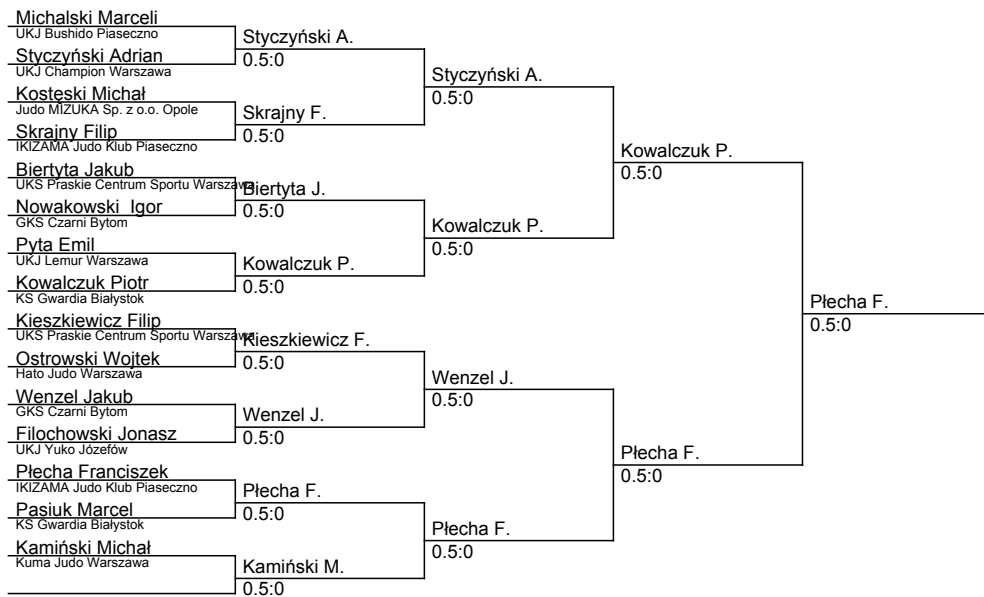 Michalski Marceli
UKJ Bushido Piaseczno
Styczyński Adrian
UKJ Champion Warszawa
Kostęski Michał
Judo MIZUKA Sp. z o.o. Opole
Skrajny Filip
IKIZAMA Judo Klub Piaseczno
Biertyta Jakub
UKS Praskie Centrum Sportu Warszawa
Nowakowski  Igor
GKS Czarni Bytom
Pyta Emil
UKJ Lemur Warszawa
Kowalczuk Piotr
KS Gwardia Białystok
Kieszkiewicz Filip
UKS Praskie Centrum Sportu Warszawa
Ostrowski Wojtek
Hato Judo Warszawa
Wenzel Jakub
GKS Czarni Bytom
Filochowski Jonasz
UKJ Yuko Józefów
Płecha Franciszek
IKIZAMA Judo Klub Piaseczno
Pasiuk Marcel
KS Gwardia Białystok
Kamiński Michał
Kuma Judo Warszawa
Styczyński A.
0.5:0
Skrajny F.
0.5:0
Biertyta J.
0.5:0
Kowalczuk P.
0.5:0
Kieszkiewicz F.
0.5:0
Wenzel J.
0.5:0
Płecha F.
0.5:0
Kamiński M.
0.5:0
Styczyński A.
0.5:0
Kowalczuk P.
0.5:0
Wenzel J.
0.5:0
Płecha F.
0.5:0
Kowalczuk P.
0.5:0
Płecha F.
0.5:0
Płecha F.
0.5:0